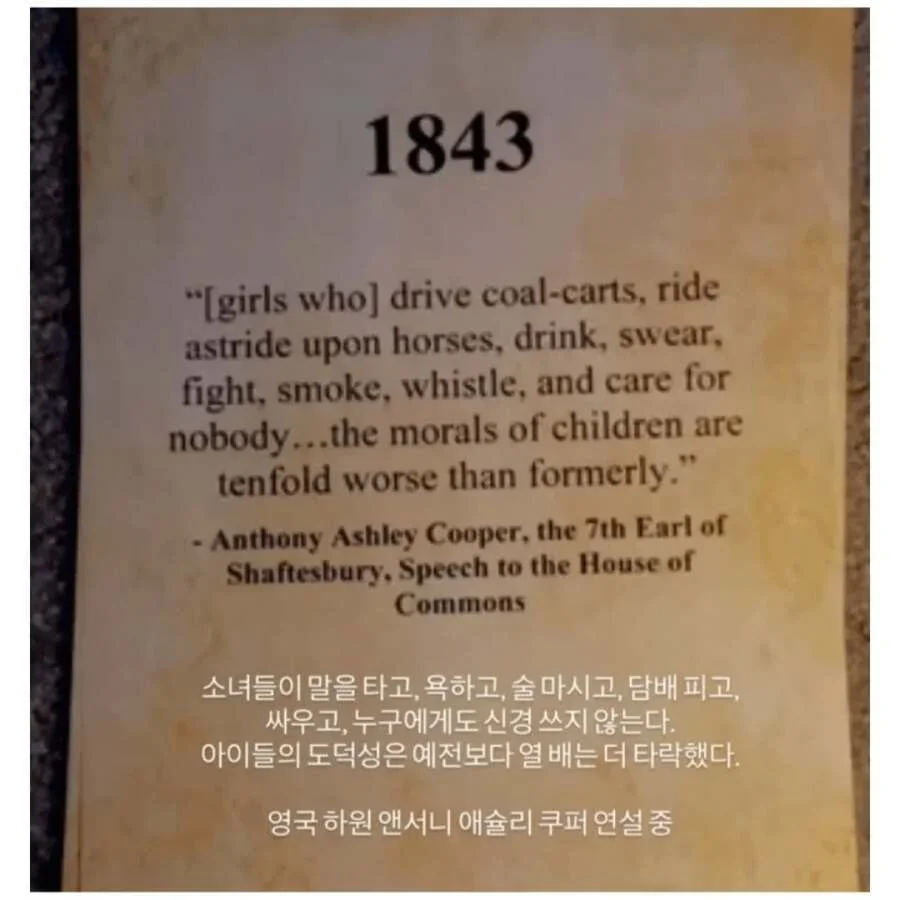 1843
“[girls who] drive coal-carts, ride
astride upon horses, drink, swear,
fight, smoke, whistle, and care for
nobody…the morals of children are
tenfold worse than formerly.”
- Anthony Ashley Cooper, the 7th Earl of
Shaftesbury, Speech to the House of
Commons
소녀들이 말을 타고, 욕하고, 술 마시고, 담배 피고,
싸우고, 누구에게도 신경 쓰지 않는다.
아이들의 도덕성은 예전보다 열 배는 더 타락했다.
영국 하원 앤서니 애슐리 쿠퍼 연설 중